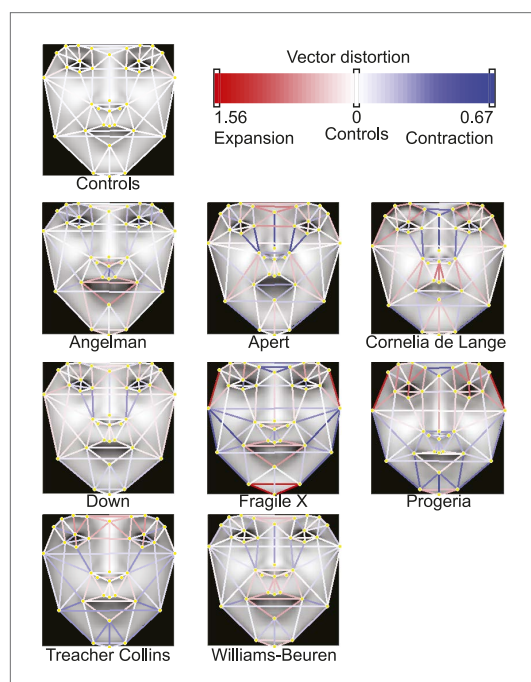 Vector distortion
1.56 0 0.67
Expansion Controls Contraction
Controls
Angelman Apert Cornelia de Lange
Down Fragile X Progeria
Treacher Collins Williams-Beuren